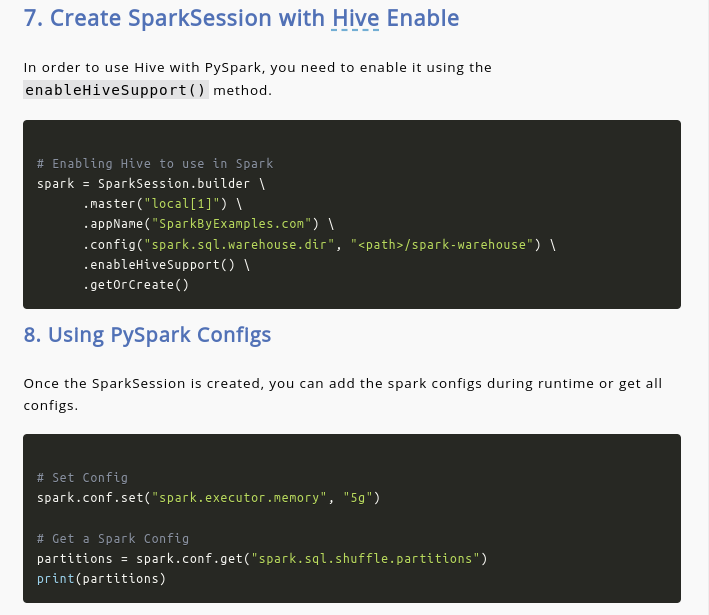 7. Create SparkSession with Hive Enable
In order to use Hive with PySpark, you need to enable it using the
enableHiveSupport() method.
# Enabling Hive to use in Spark
spark = SparkSession.builder \
      .master("local[1]") \
      .appName("SparkByExamples.com") \
      .config("spark.sql.warehouse.dir", "<path>/spark-warehouse") \
      .enableHiveSupport() \
      .getOrCreate()
8. Using PySpark Configs
Once the SparkSession is created, you can add the spark configs during runtime or get all
configs.
# Set Config
spark.conf.set("spark.executor.memory", "5g")
# Get a Spark Config
partitions = spark.conf.get("spark.sql.shuffle.partitions")
print(partitions)